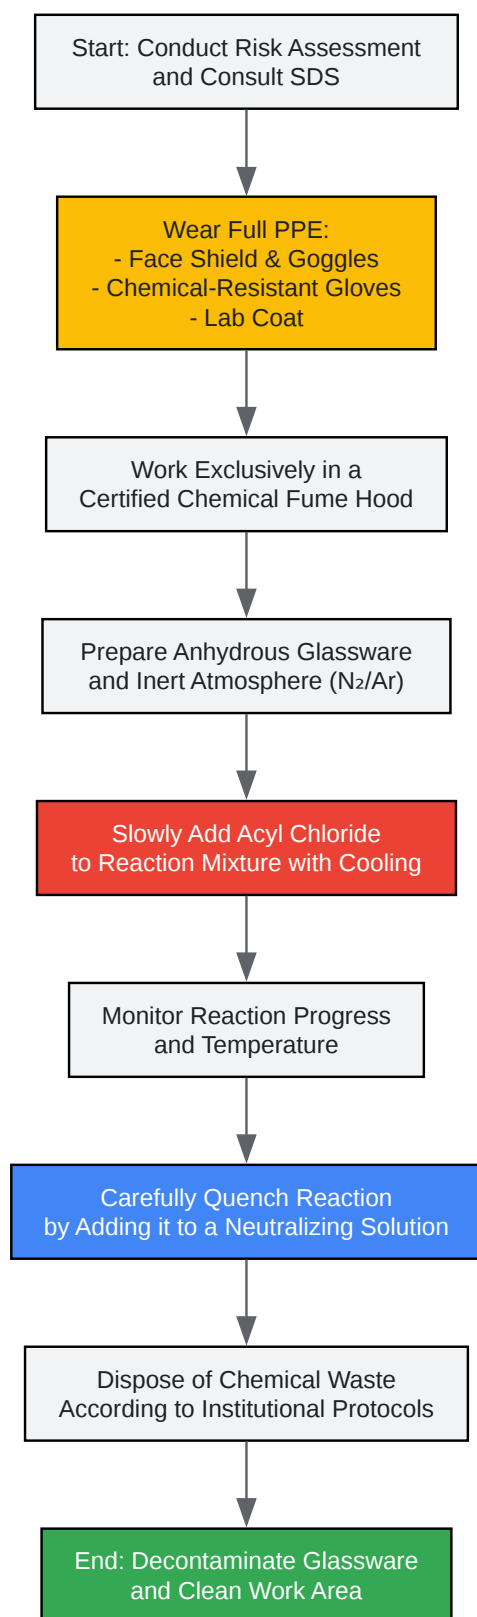 Start: Conduct Risk Assessment
and Consult SDS
Wear Full PPE:
- Face Shield & Goggles
- Chemical-Resistant Gloves
- Lab Coat
Work Exclusively in a
Certified Chemical Fume Hood
Prepare Anhydrous Glassware
and Inert Atmosphere (N₂/Ar)
Slowly Add Acyl Chloride
to Reaction Mixture with Cooling
Monitor Reaction Progress
and Temperature
Carefully Quench Reaction
by Adding it to a Neutralizing Solution
Dispose of Chemical Waste
According to Institutional Protocols
End: Decontaminate Glassware
and Clean Work Area